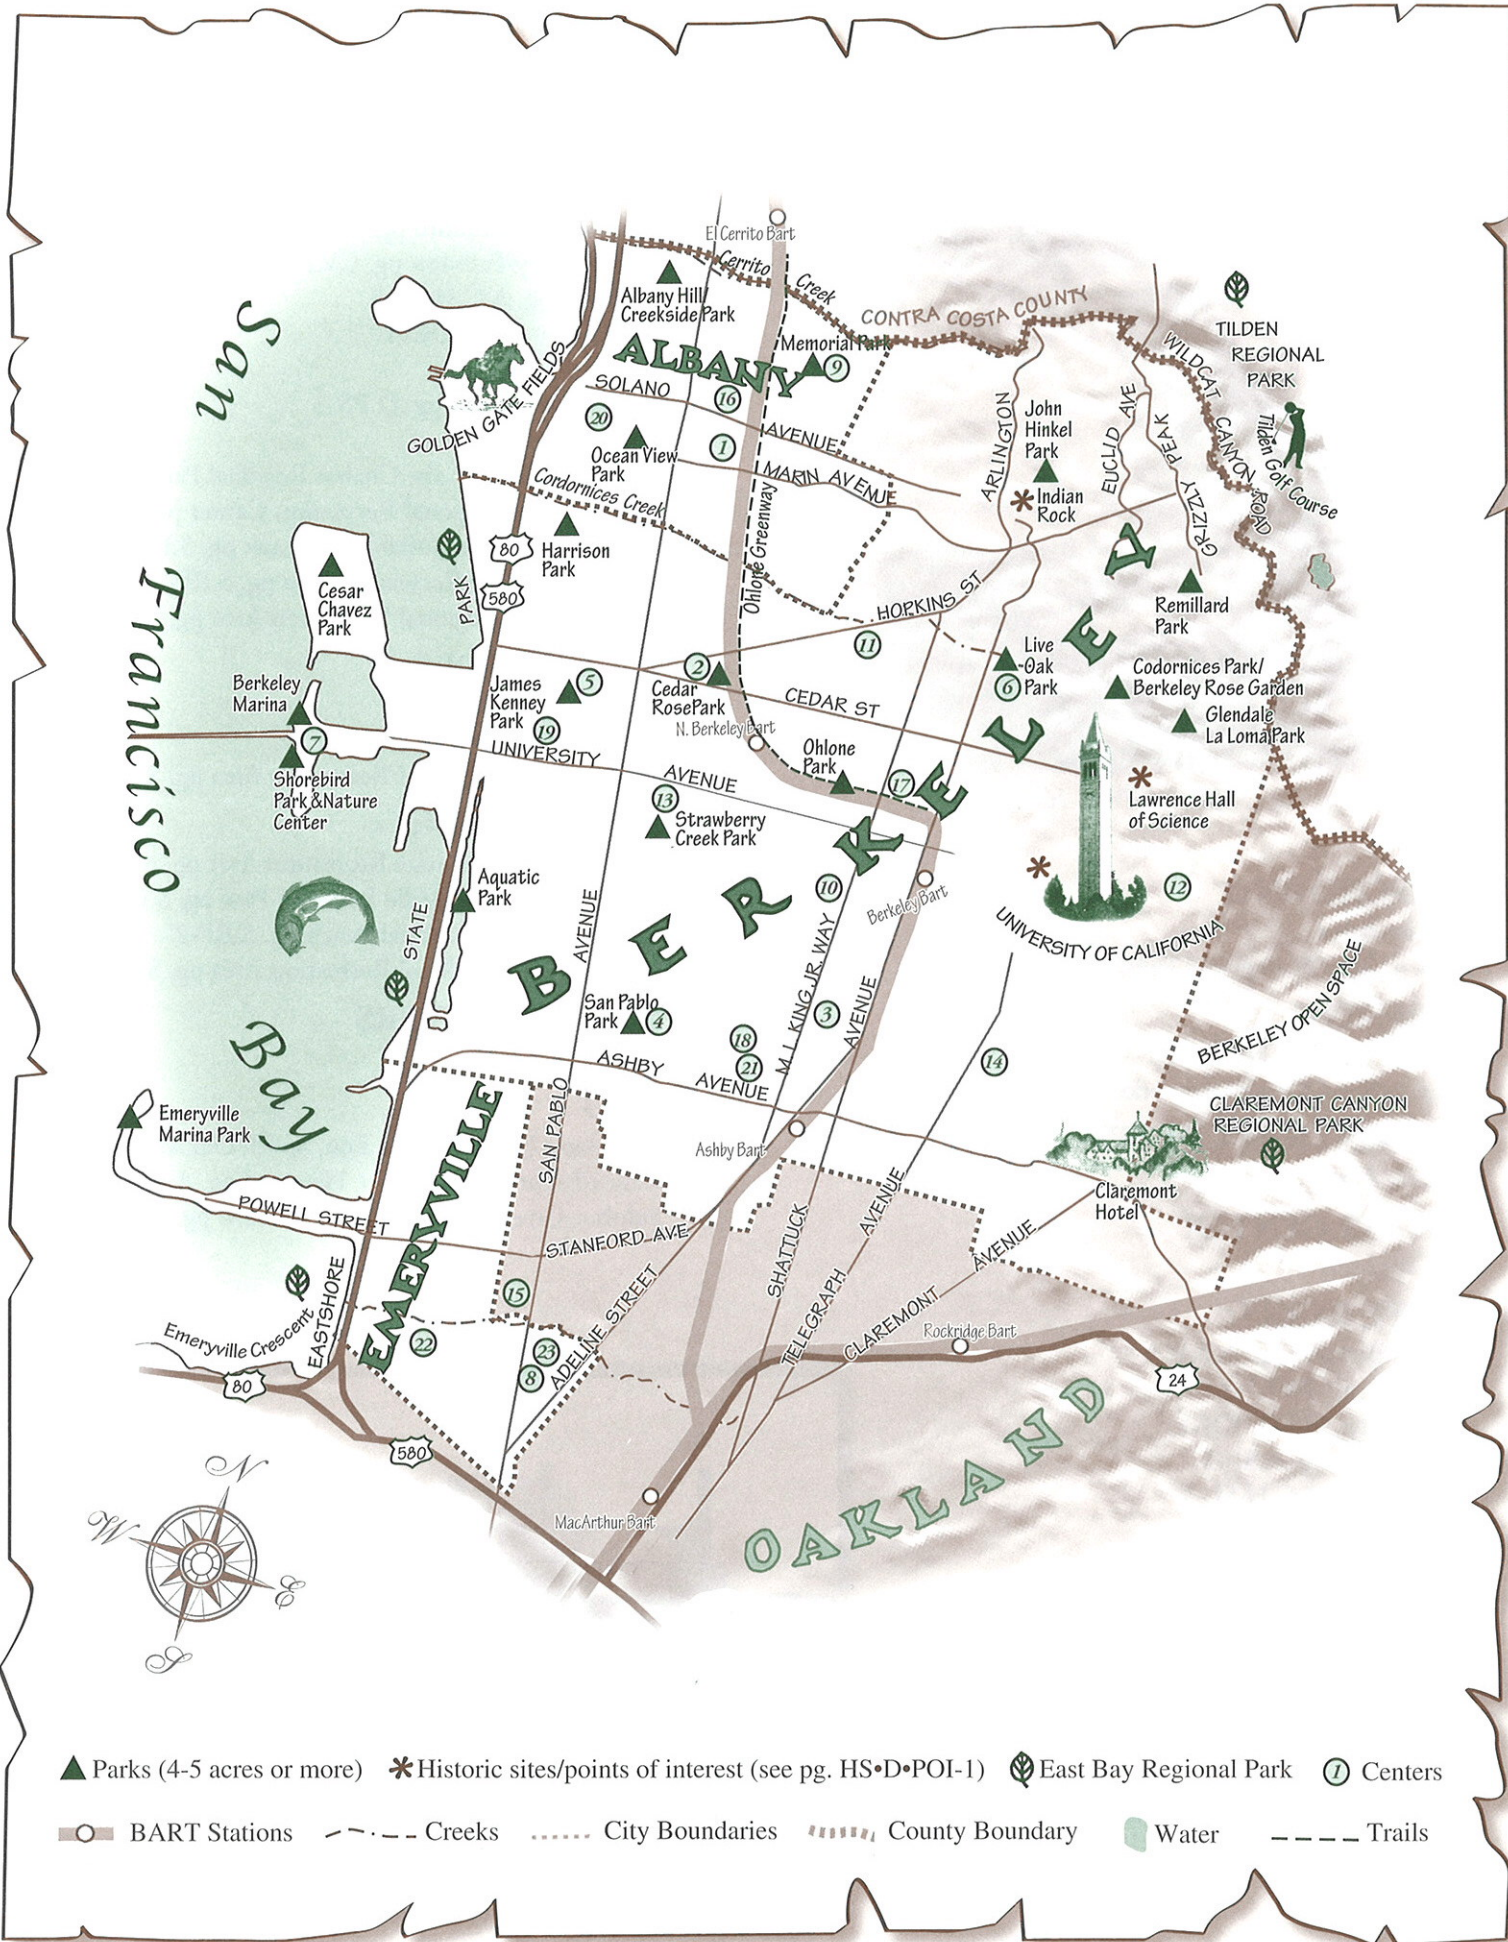 El Cerrito Bart
Cerrito
Creek
Albany Hill/
Creekside Park
CONTRA COSTA COUNTY
TILDEN
REGIONAL
PARK
WILDCAT
CANYON
ROAD
Tilden Golf Course
Memorial Park
9
ALBANY
GOLDEN GATE FIELDS
SOLANO
AVENUE
16
20
1
Ocean View
Park
MARIN AVENUE
Cordornices Creek
Ohlone Greenway
ARLINGTON
John
Hinkel
Park
Indian
Rock
EUCLID AVE
GRIZZLY
PEAK
San
Francisco
Bay
80
580
Harrison
Park
Cesar
Chavez
Park
PARK
HOPKINS ST
11
Remillard
Park
Live
Oak
Park
6
Codornices Park/
Berkeley Rose Garden
Glendale
La Loma Park
Berkeley
Marina
7
Shorebird
Park & Nature
Center
James
Kenney
Park
5
19
2
Cedar
Rose Park
CEDAR ST
N. Berkeley Bart
UNIVERSITY
AVENUE
Ohlone
Park
17
13
Strawberry
Creek Park
Lawrence Hall
of Science
BERKELEY
Aquatic
Park
STATE
AVENUE
10
Berkeley Bart
12
UNIVERSITY OF CALIFORNIA
M. L. KING JR. WAY
AVENUE
San Pablo
Park
4
3
18
21
14
ASHBY
AVENUE
BERKELEY OPEN SPACE
CLAREMONT CANYON
REGIONAL PARK
Emeryville
Marina Park
EMERYVILLE
SAN PABLO
Ashby Bart
Claremont
Hotel
POWELL STREET
STANFORD AVE
SHATTUCK
AVENUE
TELEGRAPH
AVENUE
CLAREMONT
EASTSHORE
Emeryville Crescent
15
22
23
8
ADELINE STREET
Rockridge Bart
80
24
580
OAKLAND
MacArthur Bart
N
W
E
S
Parks (4-5 acres or more)
Historic sites/points of interest (see pg. HS•D•POI-1)
East Bay Regional Park
1
Centers
BART Stations
Creeks
City Boundaries
County Boundary
Water
Trails